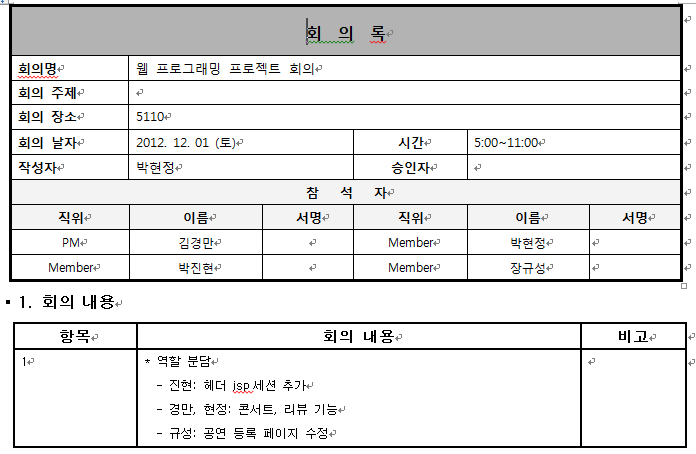 회 의 록
회의명 웹 프로그래밍 프로젝트 회의
회의 주제
회의 장소 5110
회의 날자 2012. 12. 01 (토) 시간 5:00~11:00
작성자 박현정 승인자
참 석 자
직위 이름 서명 직위 이름 서명
PM 김경만 Member 박현정
Member 박진현 Member 장규성
1. 회의 내용
항목 회의 내용 비고
1 * 역할 분담
- 진현: 헤더 jsp세션 추가
- 경만, 현정: 콘서트, 리뷰 기능
- 규성: 공연 등록 페이지 수정